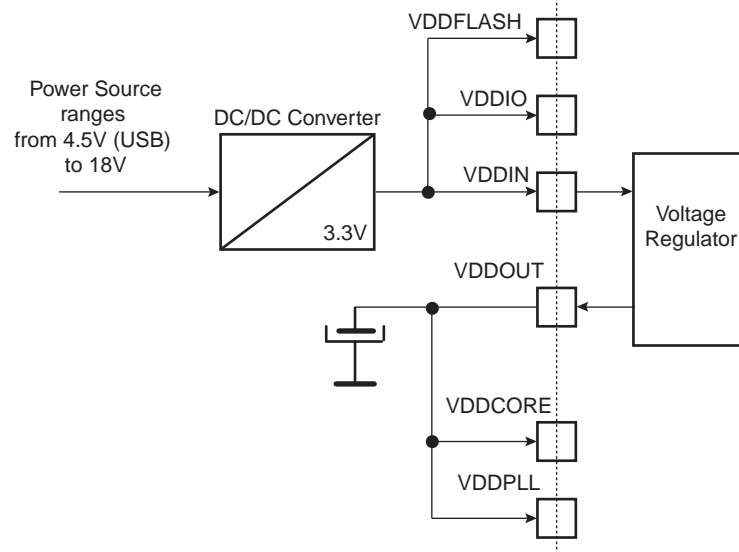 VDDFLASH
Power Source
ranges
from 4.5V (USB)
to 18V
DC/DC Converter
VDDIO
VDDIN
3.3V
Voltage
Regulator
VDDOUT
VDDCORE
VDDPLL